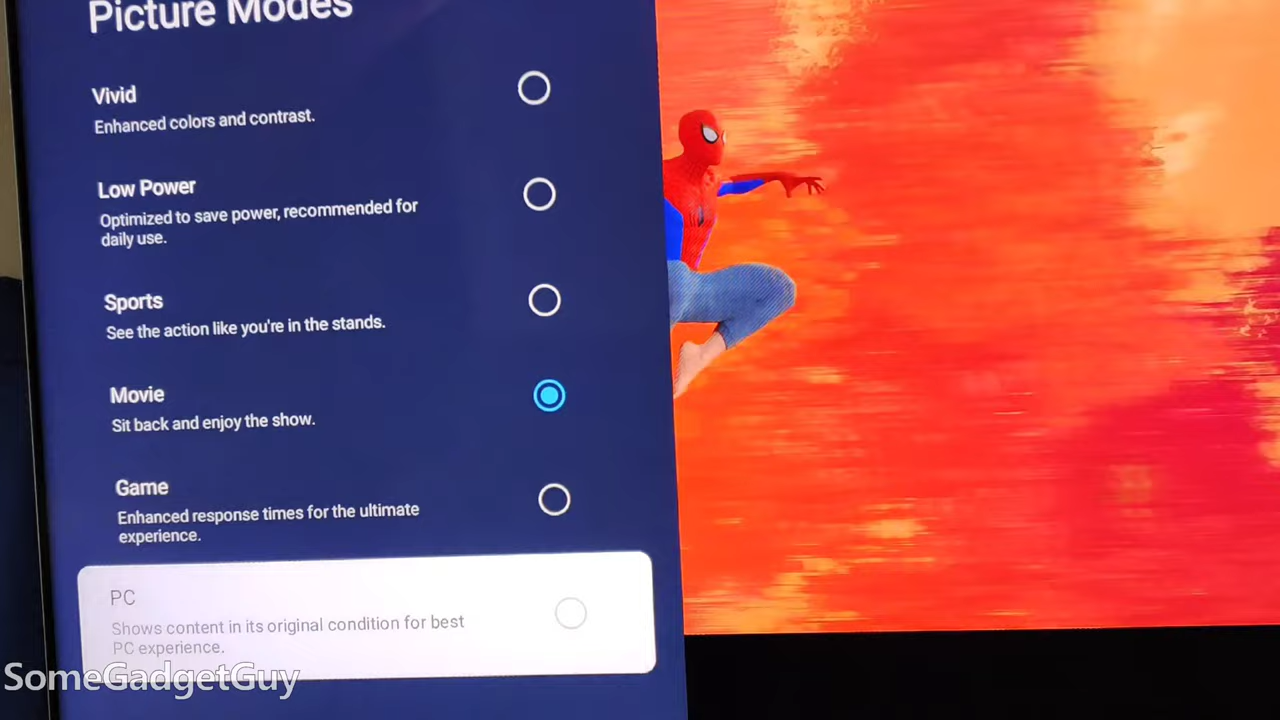 Picture Modes
Vivid
Enhanced colors and contrast.
Low Power
Optimized to save power, recommended for
daily use.
Sports
See the action like you're in the stands.
Movie
Sit back and enjoy the show.
Game
Enhanced response times for the ultimate
experience.
PC
Shows content in its original condition for best
PC experience.
SomeGadgetGuy